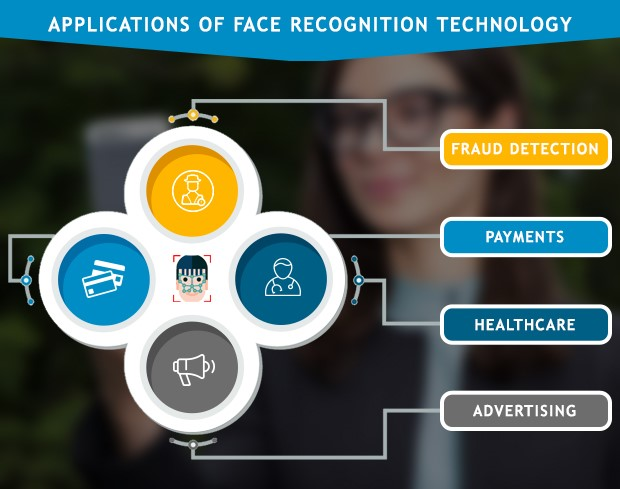 APPLICATIONS OF FACE RECOGNITION TECHNOLOGY
FRAUD DETECTION
PAYMENTS
HEALTHCARE
ADVERTISING